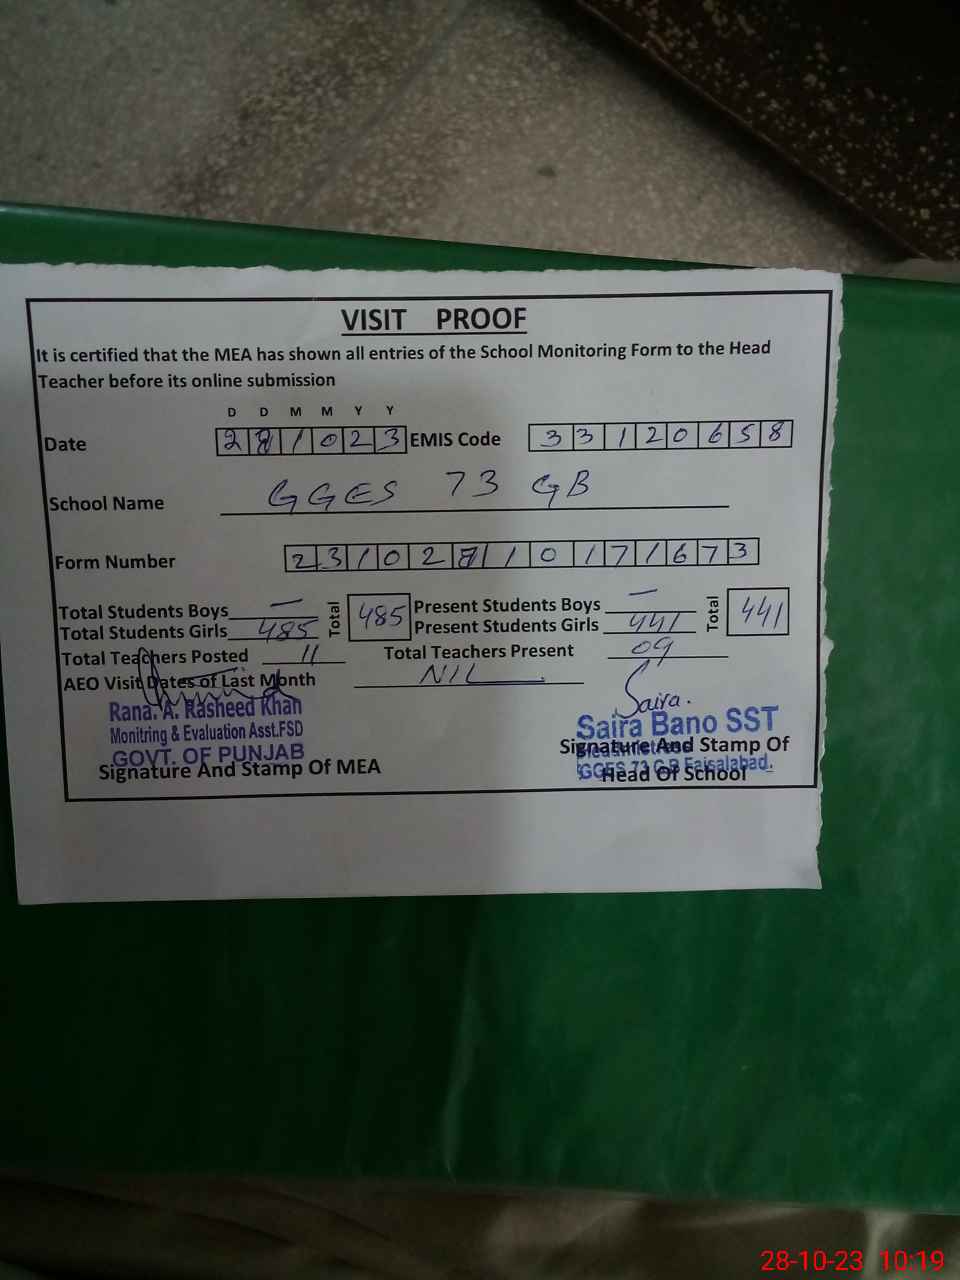 VISIT PROOF
It is certified that the MEA has shown all entries of the School Monitoring Form to the Head
Teacher before its online submission
D D M M Y Y
Date 281023 EMIS Code 33120658
School Name GGES 73 GB
Form Number 23102810171673
Total Students Boys — Total 485 Present Students Boys — Total 441
Total Students Girls 485 Present Students Girls 441
Total Teachers Posted 11 Total Teachers Present 09
AEO Visit Dates of Last Month NIL
Saira.
Rana. A. Rasheed Khan
Monitring & Evaluation Asst.FSD
GOVT. OF PUNJAB
Signature And Stamp Of MEA
Saira Bano SST
Signature And Stamp Of
GGES 73 G.B Faisalabad.
Head Of School
28-10-23 10:19